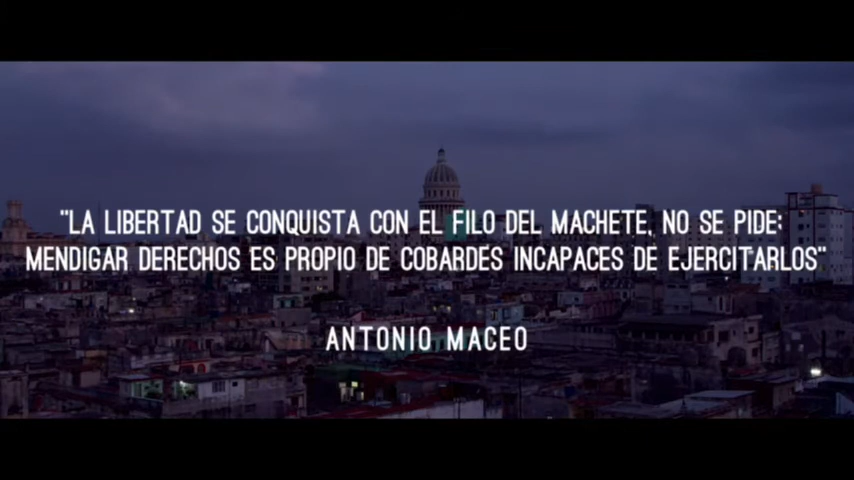 "LA LIBERTAD SE CONQUISTA CON EL FILO DEL MACHETE, NO SE PIDE;
MENDIGAR DERECHOS ES PROPIO DE COBARDES INCAPACES DE EJERCITARLOS"
ANTONIO MACEO